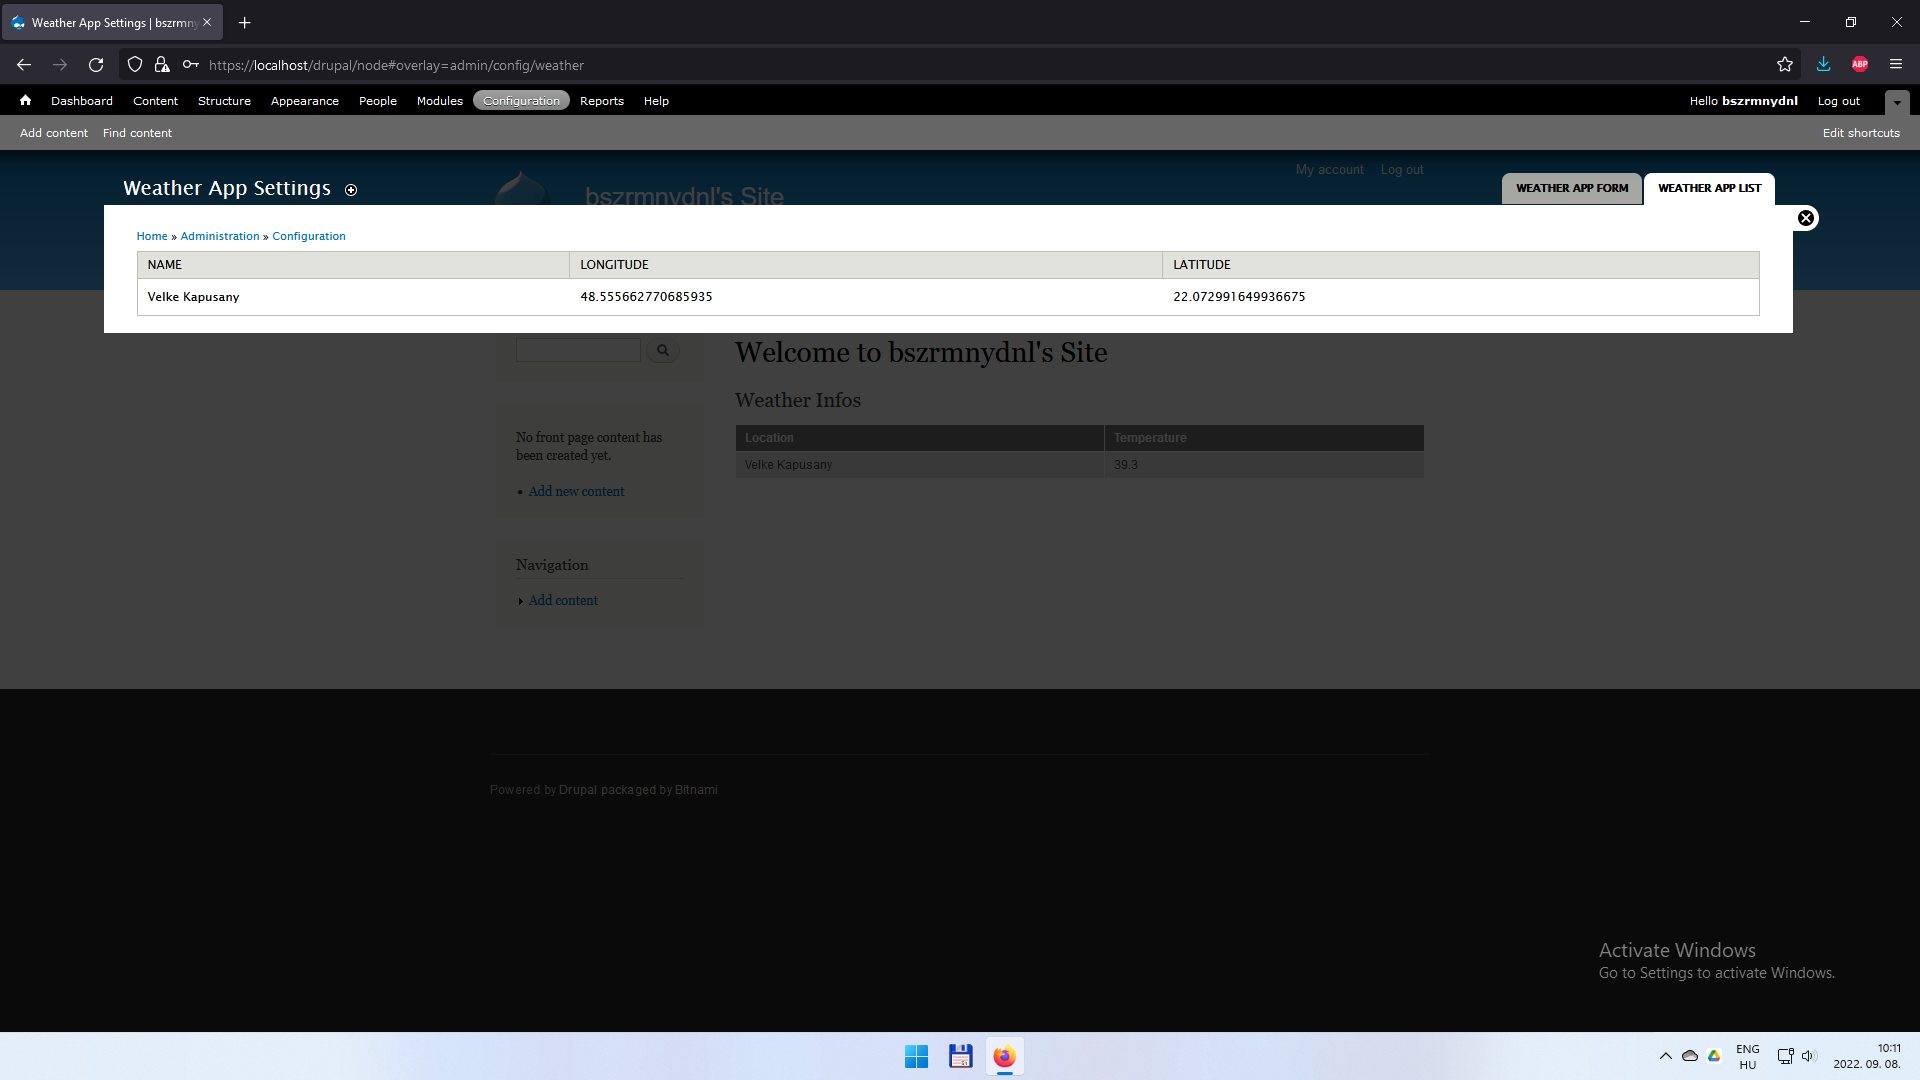 Weather App Settings | bszrmny
https://localhost/drupal/node#overlay=admin/config/weather
ABP
Dashboard Content Structure Appearance People Modules Configuration Reports Help
Hello bszrmnydnl Log out
Add content Find content
Edit shortcuts
My account Log out
Weather App Settings
bszrmnydnl's Site
WEATHER APP FORM WEATHER APP LIST
Home » Administration » Configuration
NAME LONGITUDE LATITUDE
Velke Kapusany 48.555662770685935 22.072991649936675
Welcome to bszrmnydnl's Site
Weather Infos
Location Temperature
Velke Kapusany 39.3
No front page content has
been created yet.
Add new content
Navigation
Add content
Powered by Drupal packaged by Bitnami
Activate Windows
Go to Settings to activate Windows.
ENG
HU
10:11
2022. 09. 08.